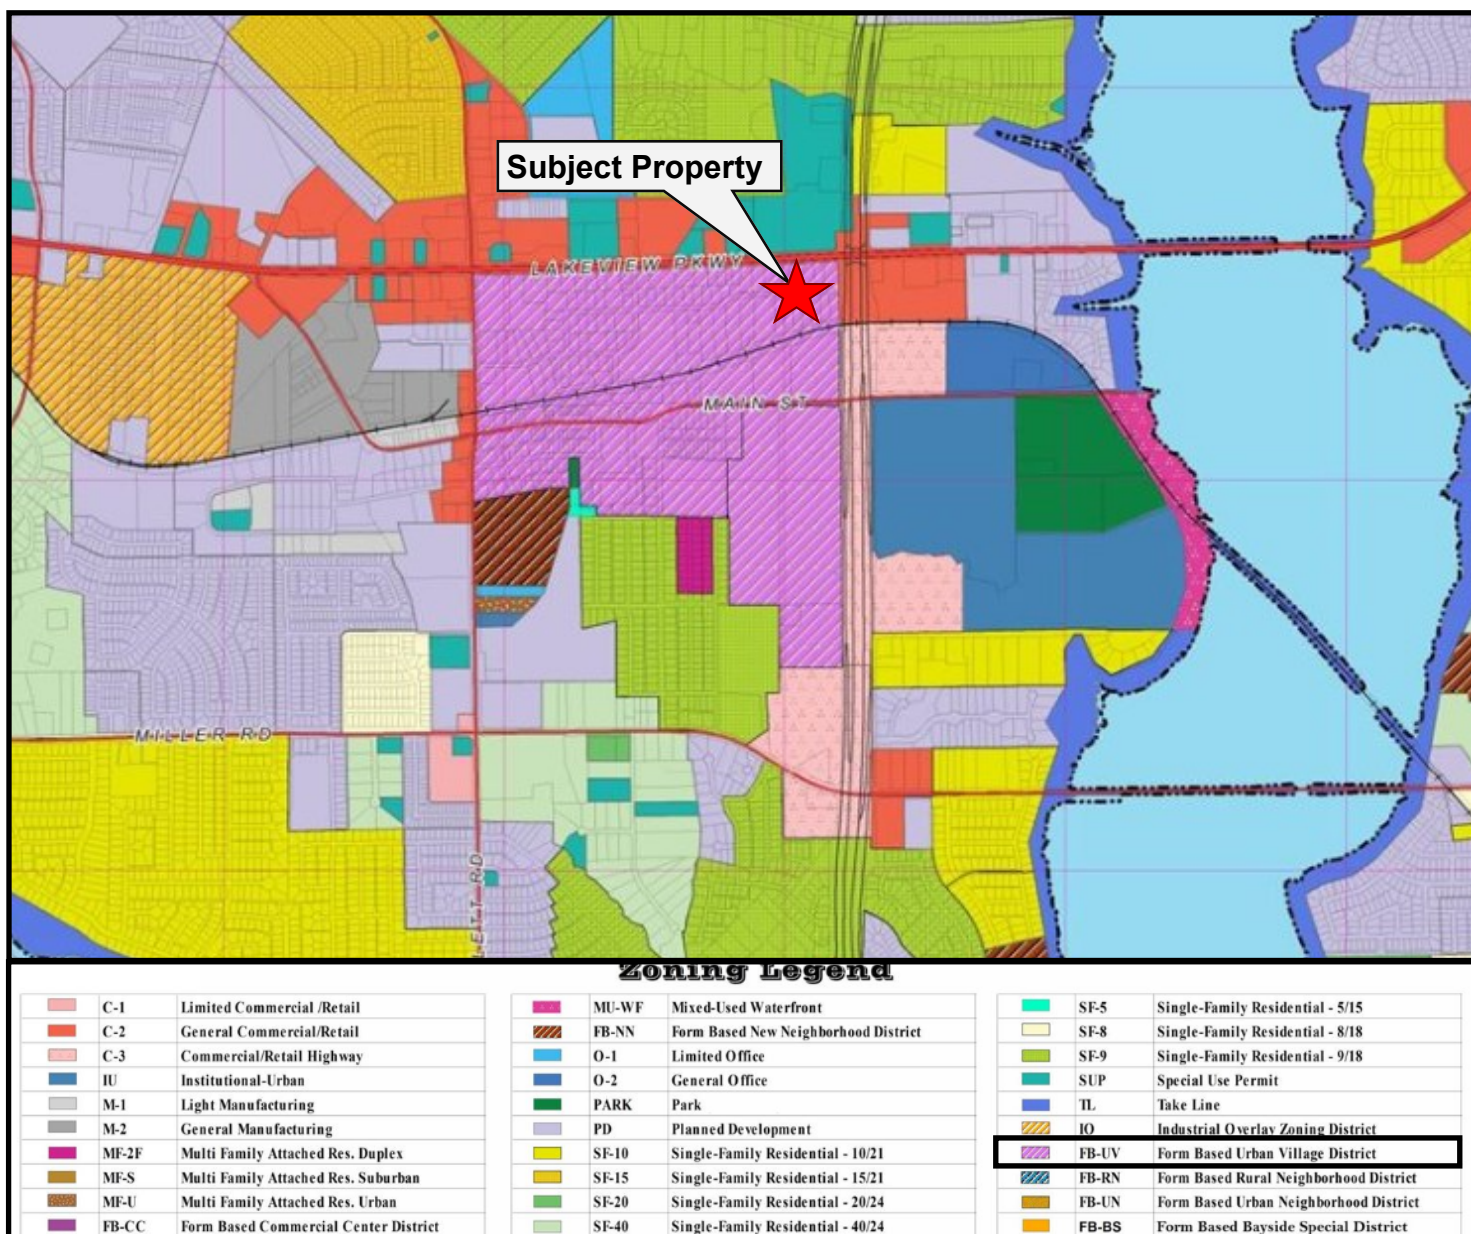 Subject Property
LAKEVIEW PKWY
MAIN ST
MILLER RD
LETT RD
Zoning Legend
C-1 Limited Commercial /Retail
C-2 General Commercial/Retail
C-3 Commercial/Retail Highway
IU Institutional-Urban
M-1 Light Manufacturing
M-2 General Manufacturing
MF-2F Multi Family Attached Res. Duplex
MF-S Multi Family Attached Res. Suburban
MF-U Multi Family Attached Res. Urban
FB-CC Form Based Commercial Center District
MU-WF Mixed-Used Waterfront
FB-NN Form Based New Neighborhood District
O-1 Limited Office
O-2 General Office
PARK Park
PD Planned Development
SF-10 Single-Family Residential - 10/21
SF-15 Single-Family Residential - 15/21
SF-20 Single-Family Residential - 20/24
SF-40 Single-Family Residential - 40/24
SF-5 Single-Family Residential - 5/15
SF-8 Single-Family Residential - 8/18
SF-9 Single-Family Residential - 9/18
SUP Special Use Permit
TL Take Line
IO Industrial Overlay Zoning District
FB-UV Form Based Urban Village District
FB-RN Form Based Rural Neighborhood District
FB-UN Form Based Urban Neighborhood District
FB-BS Form Based Bayside Special District